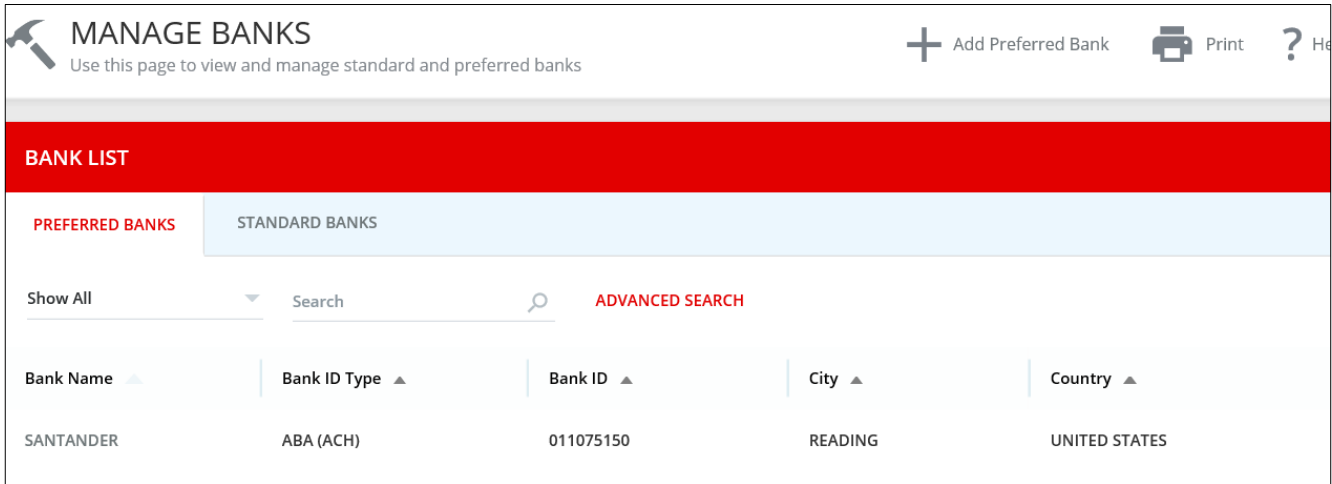 MANAGE BANKS
Use this page to view and manage standard and preferred banks
Add Preferred Bank
Print
BANK LIST
PREFERRED BANKS
STANDARD BANKS
Show All
Search
ADVANCED SEARCH
Bank Name Bank ID Type Bank ID City Country
SANTANDER ABA (ACH) 011075150 READING UNITED STATES